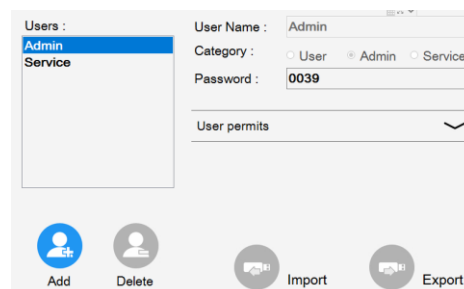 Users :
Admin
Service
User Name :
Admin
Category :
User
Admin
Service
Password :
0039
User permits
Add
Delete
Import
Export